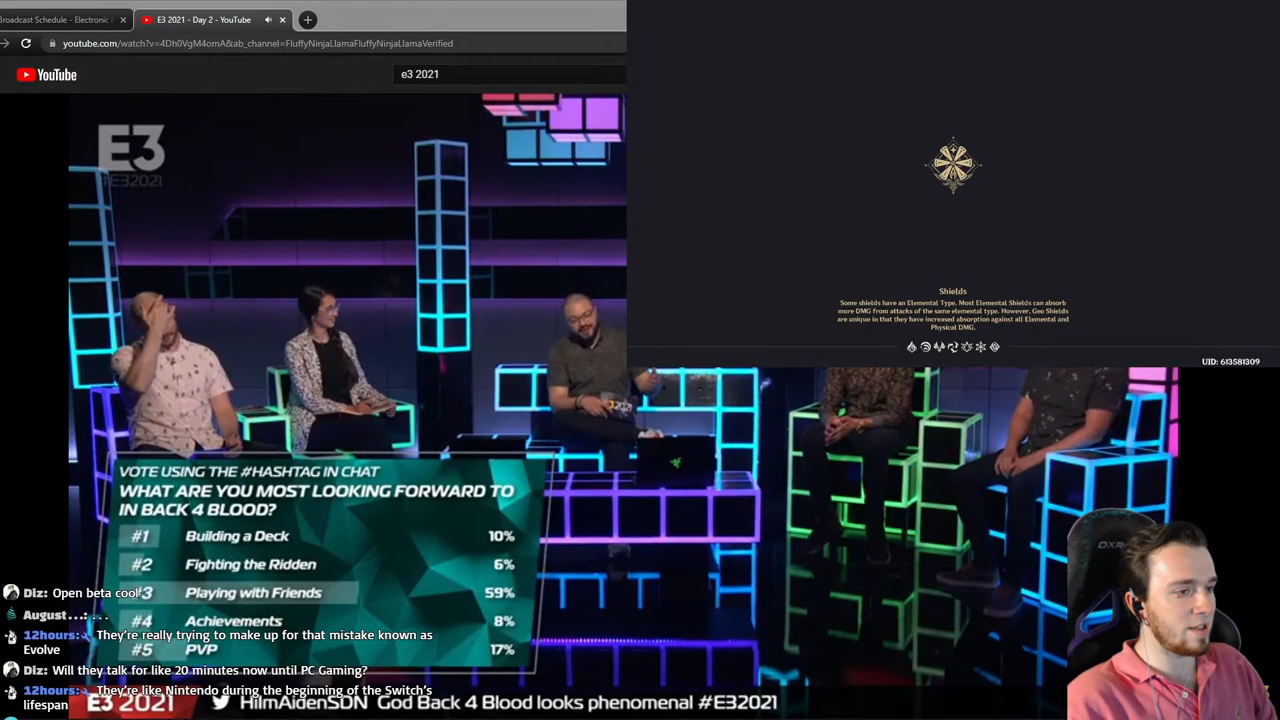 Broadcast Schedule - Electronic
E3 2021 - Day 2 - YouTube
youtube.com/watch?v=4Dh0VgM4omA&ab_channel=FluffyNinjaLlamaFluffyNinjaLlamaVerified
YouTube
e3 2021
E3
#E32021
Shields
Some shields have an Elemental Type. Most Elemental Shields can absorb
more DMG from attacks of the same elemental type. However, Geo Shields
are unique in that they have increased absorption against all Elemental and
Physical DMG.
UID: 613581309
VOTE USING THE #HASHTAG IN CHAT
WHAT ARE YOU MOST LOOKING FORWARD TO
IN BACK 4 BLOOD?
#1 Building a Deck 10%
#2 Fighting the Ridden 6%
#3 Playing with Friends 59%
#4 Achievements 8%
#5 PVP 17%
Diz: Open beta cool
August...: . . .
12hours: They're really trying to make up for that mistake known as
Evolve
Diz: Will they talk for like 20 minutes now until PC Gaming?
12hours: They're like Nintendo during the beginning of the Switch's
lifespan
E3 2021 HilmAidenSDN God Back 4 Blood looks phenomenal #E32021